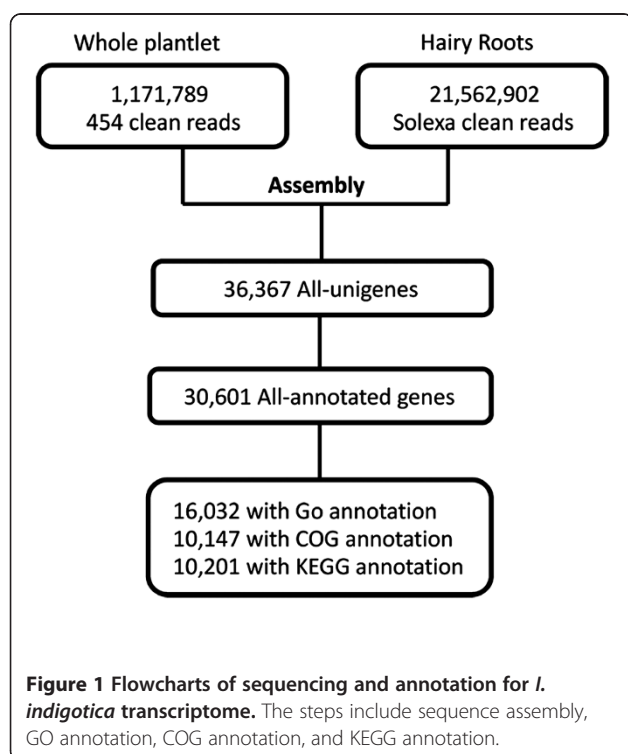 Whole plantlet
Hairy Roots
1,171,789
454 clean reads
21,562,902
Solexa clean reads
Assembly
36,367 All-unigenes
30,601 All-annotated genes
16,032 with Go annotation
10,147 with COG annotation
10,201 with KEGG annotation
Figure 1 Flowcharts of sequencing and annotation for I.
indigotica transcriptome. The steps include sequence assembly,
GO annotation, COG annotation, and KEGG annotation.